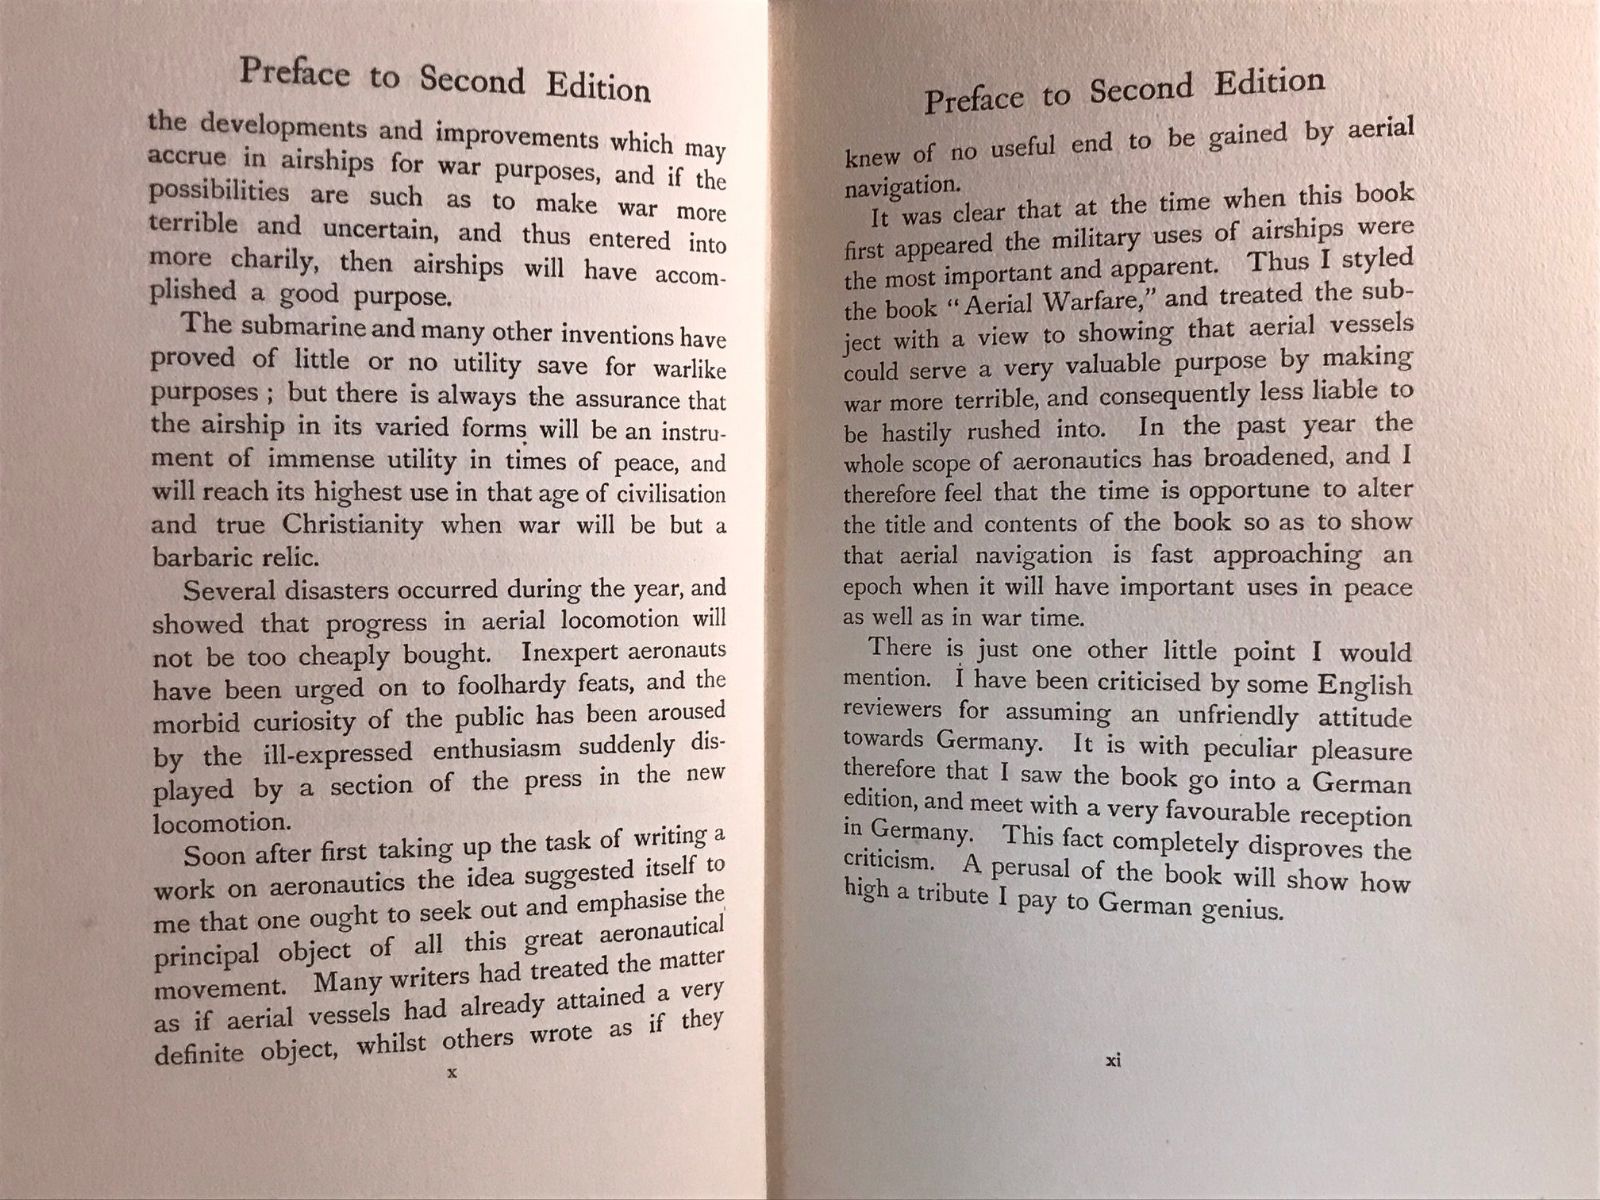 Preface to Second Edition
the developments and improvements which may
accrue in airships for war purposes, and if the
possibilities are such as to make war more
terrible and uncertain, and thus entered into
more charily, then airships will have accom-
plished a good purpose.
The submarine and many other inventions have
proved of little or no utility save for warlike
purposes ; but there is always the assurance that
the airship in its varied forms will be an instru-
ment of immense utility in times of peace, and
will reach its highest use in that age of civilisation
and true Christianity when war will be but a
barbaric relic.
Several disasters occurred during the year, and
showed that progress in aerial locomotion will
not be too cheaply bought. Inexpert aeronauts
have been urged on to foolhardy feats, and the
morbid curiosity of the public has been aroused
by the ill-expressed enthusiasm suddenly dis-
played by a section of the press in the new
locomotion.
Soon after first taking up the task of writing a
work on aeronautics the idea suggested itself to
me that one ought to seek out and emphasise the
principal object of all this great aeronautical
movement. Many writers had treated the matter
as if aerial vessels had already attained a very
definite object, whilst others wrote as if they
x
Preface to Second Edition
knew of no useful end to be gained by aerial
navigation.
It was clear that at the time when this book
first appeared the military uses of airships were
the most important and apparent. Thus I styled
the book “ Aerial Warfare,” and treated the sub-
ject with a view to showing that aerial vessels
could serve a very valuable purpose by making
war more terrible, and consequently less liable to
be hastily rushed into. In the past year the
whole scope of aeronautics has broadened, and I
therefore feel that the time is opportune to alter
the title and contents of the book so as to show
that aerial navigation is fast approaching an
epoch when it will have important uses in peace
as well as in war time.
There is just one other little point I would
mention. I have been criticised by some English
reviewers for assuming an unfriendly attitude
towards Germany. It is with peculiar pleasure
therefore that I saw the book go into a German
edition, and meet with a very favourable reception
in Germany. This fact completely disproves the
criticism. A perusal of the book will show how
high a tribute I pay to German genius.
xi